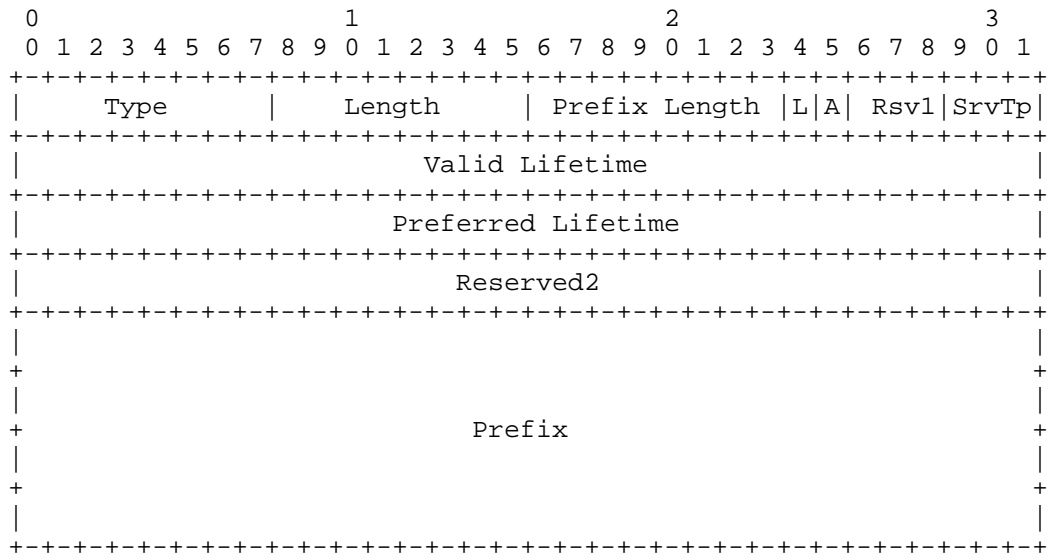 0                   1                   2                   3
 0 1 2 3 4 5 6 7 8 9 0 1 2 3 4 5 6 7 8 9 0 1 2 3 4 5 6 7 8 9 0 1
+-+-+-+-+-+-+-+-+-+-+-+-+-+-+-+-+-+-+-+-+-+-+-+-+-+-+-+-+-+-+-+-+
|     Type      |    Length     | Prefix Length |L|A| Rsv1|SrvTp|
+-+-+-+-+-+-+-+-+-+-+-+-+-+-+-+-+-+-+-+-+-+-+-+-+-+-+-+-+-+-+-+-+
|                         Valid Lifetime                        |
+-+-+-+-+-+-+-+-+-+-+-+-+-+-+-+-+-+-+-+-+-+-+-+-+-+-+-+-+-+-+-+-+
|                       Preferred Lifetime                      |
+-+-+-+-+-+-+-+-+-+-+-+-+-+-+-+-+-+-+-+-+-+-+-+-+-+-+-+-+-+-+-+-+
|                           Reserved2                           |
+-+-+-+-+-+-+-+-+-+-+-+-+-+-+-+-+-+-+-+-+-+-+-+-+-+-+-+-+-+-+-+-+
|                                                               |
+                                                               +
|                                                               |
+                            Prefix                             +
|                                                               |
+                                                               +
|                                                               |
+-+-+-+-+-+-+-+-+-+-+-+-+-+-+-+-+-+-+-+-+-+-+-+-+-+-+-+-+-+-+-+-+